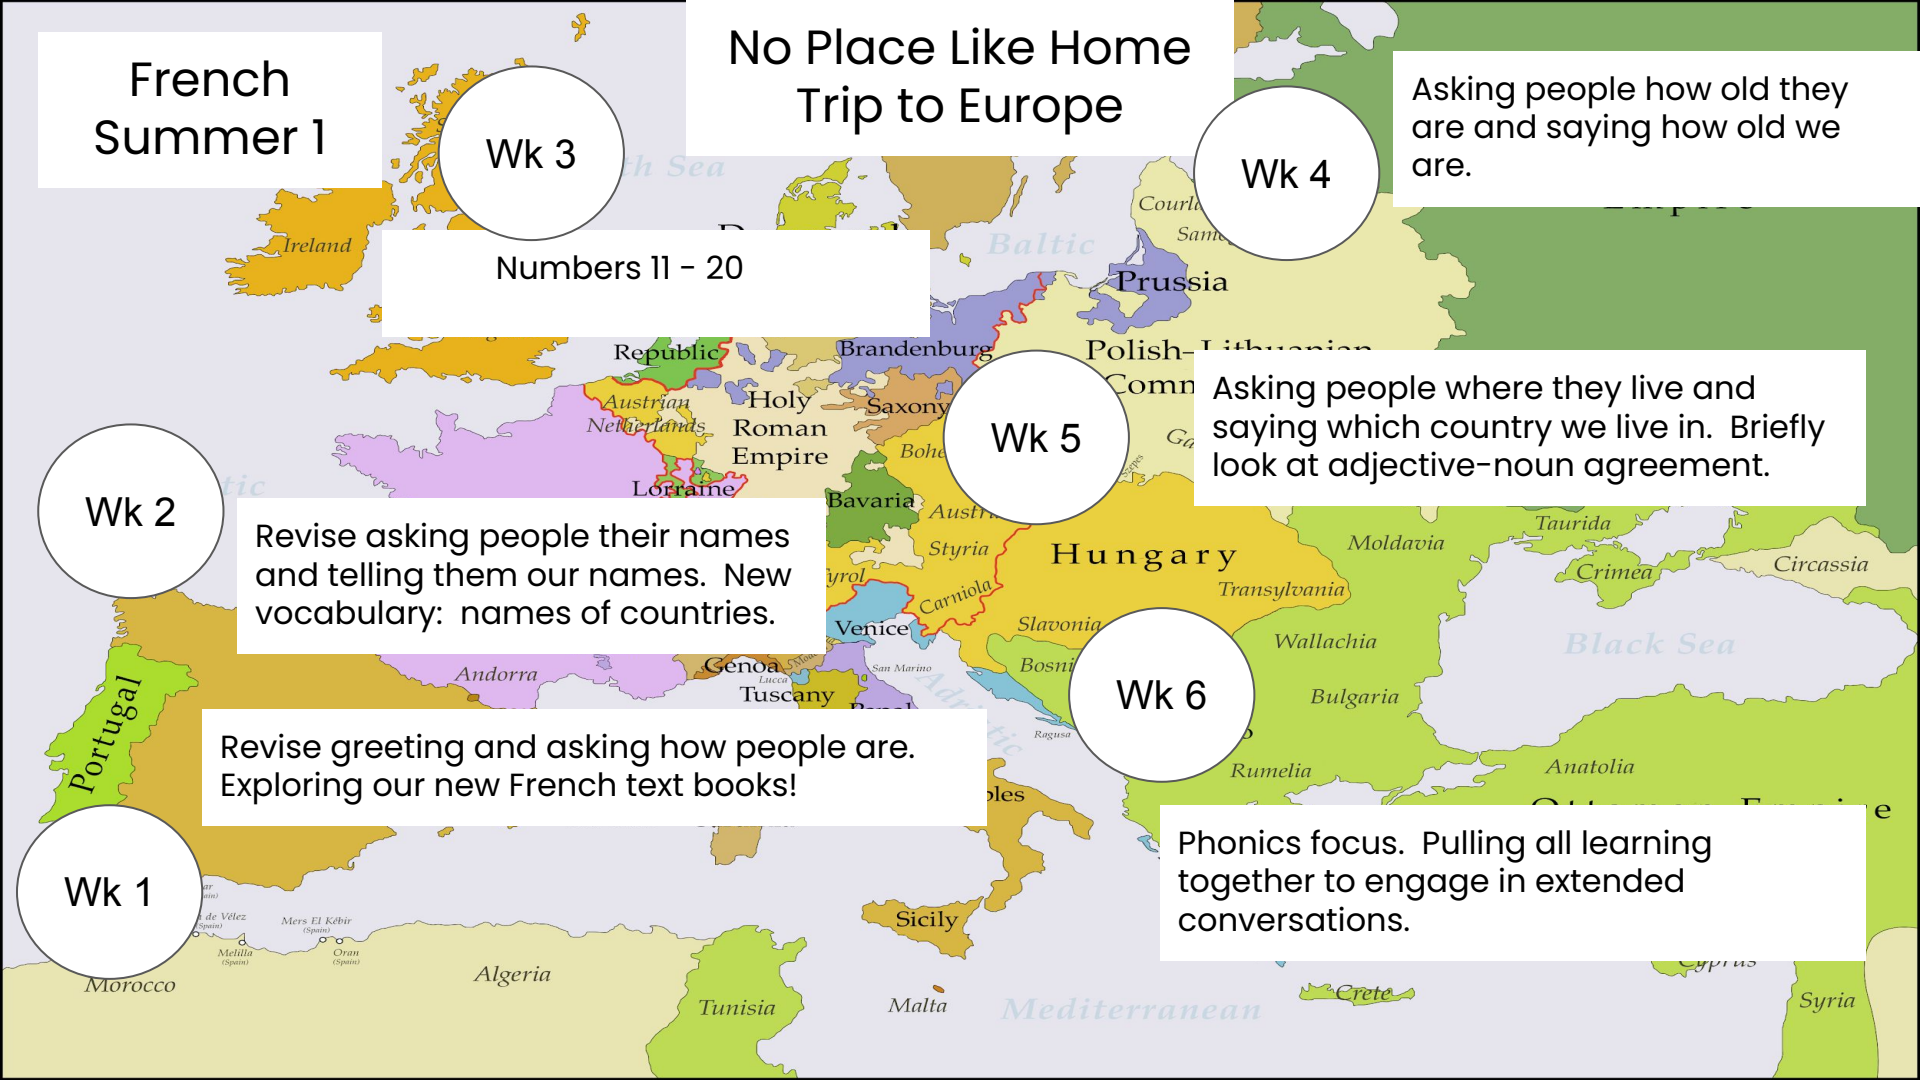 French
Summer 1
No Place Like Home
Trip to Europe
Wk 3
Numbers 11 - 20
Wk 4
Asking people how old they
are and saying how old we
are.
Wk 5
Asking people where they live and
saying which country we live in.  Briefly
look at adjective-noun agreement.
Wk 2
Revise asking people their names
and telling them our names.  New
vocabulary:  names of countries.
Revise greeting and asking how people are.
Exploring our new French text books!
Wk 1
Wk 6
Phonics focus.  Pulling all learning
together to engage in extended
conversations.
Ireland
Sea
Baltic
Prussia
Republic
Brandenburg
Austrian
Netherlands
Holy
Roman
Empire
Saxony
Lorraine
Bavaria
Styria
Carniola
Hungary
Transylvania
Slavonia
Moldavia
Taurida
Crimea
Circassia
Wallachia
Black Sea
Bulgaria
Venice
Andorra
Genoa
Lucca
Tuscany
San Marino
Ragusa
Portugal
Rumelia
Anatolia
Sicily
Mers El Kébir
(Spain)
Melilla
(Spain)
Oran
(Spain)
Morocco
Algeria
Tunisia
Malta
Mediterranean
Crete
Cyprus
Syria